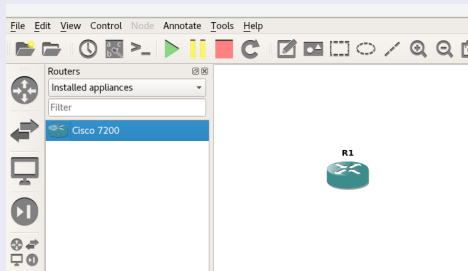 File Edit View Control Node Annotate Tools Help
Routers
Installed appliances
Filter
Cisco 7200
R1